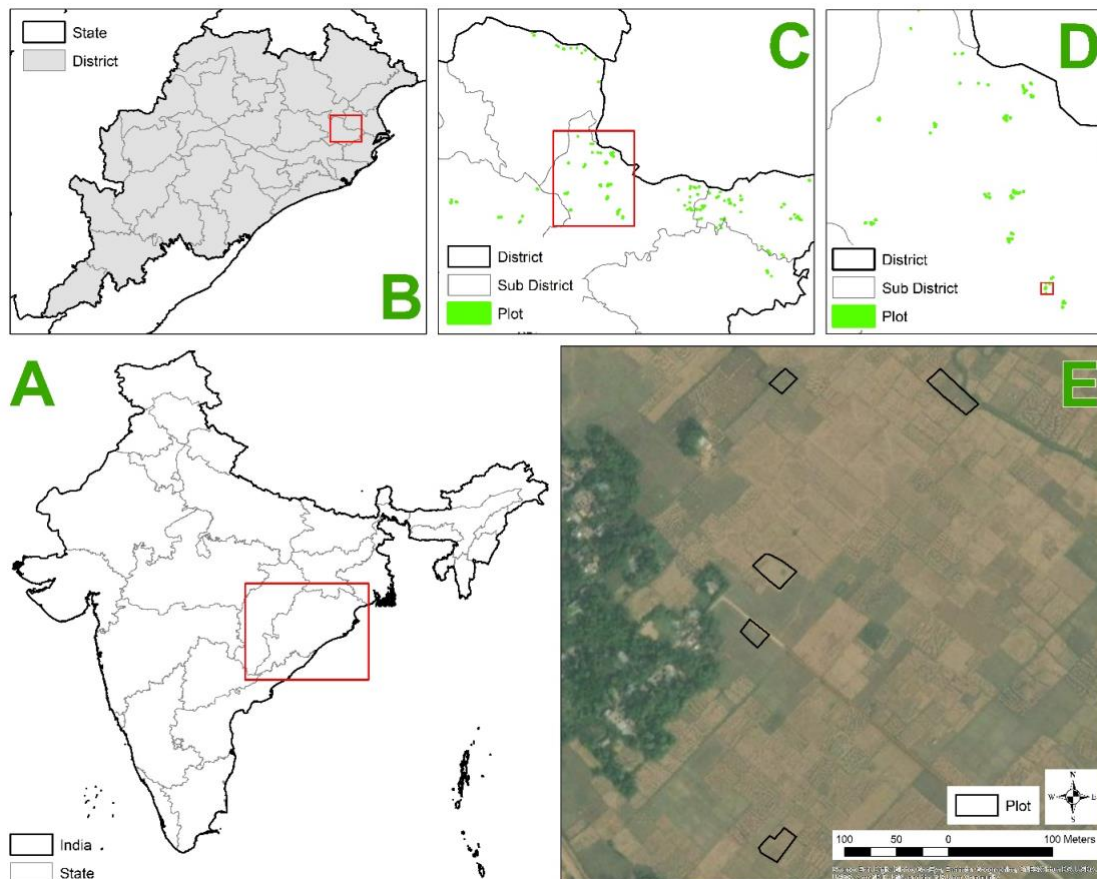 State
District
B
C
District
Sub District
Plot
D
District
Sub District
Plot
A
India
State
E
Plot
N
W E
S
100 50 0 100 Meters